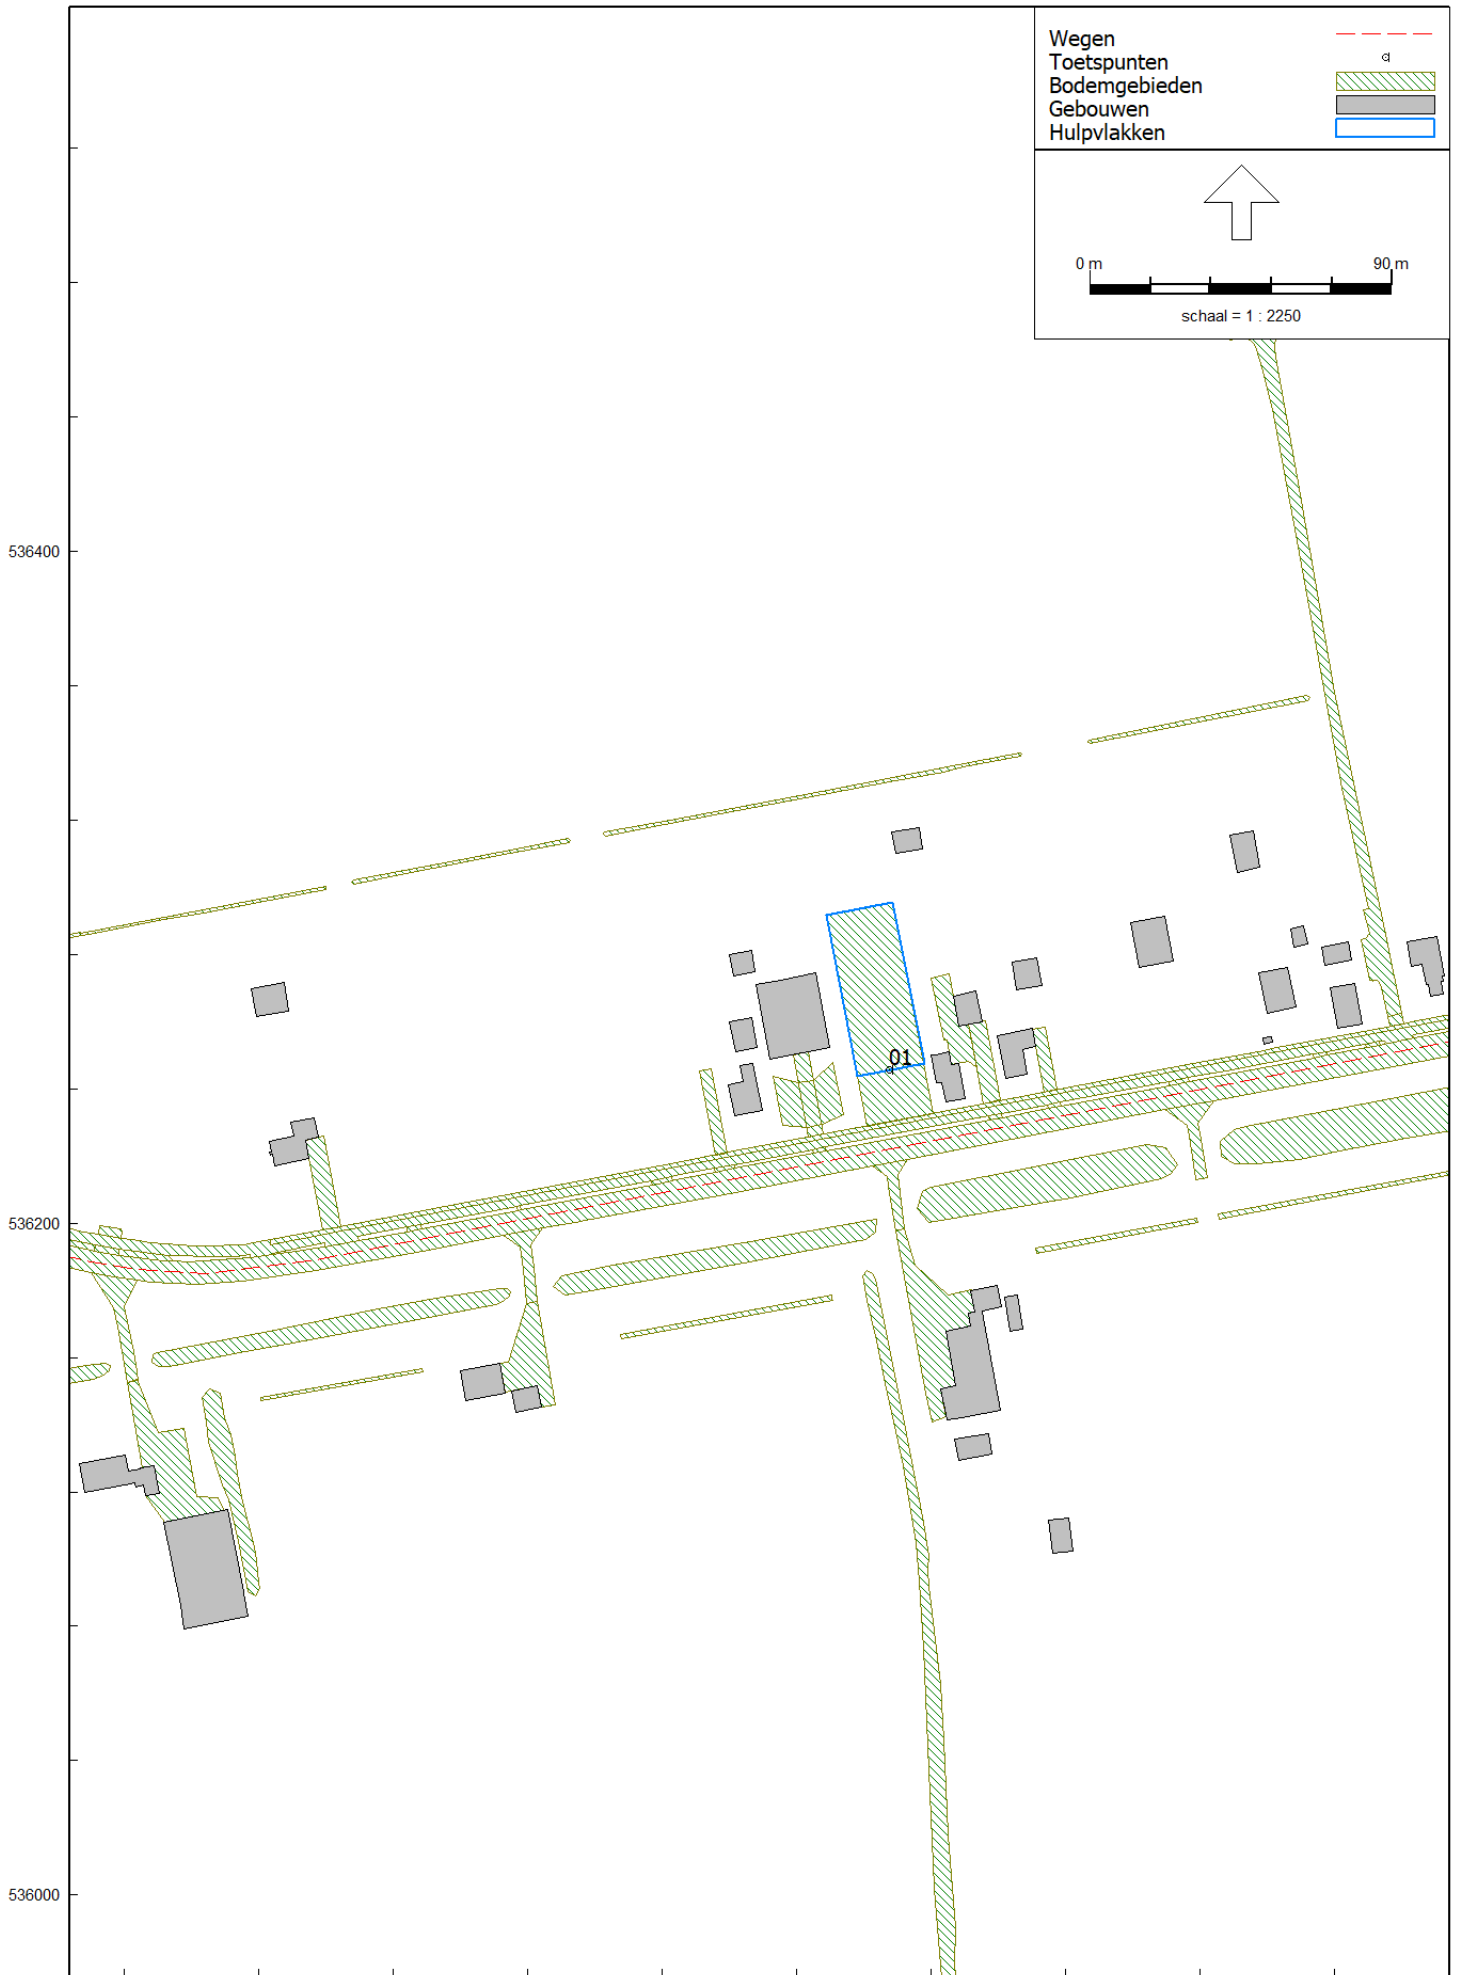 Wegen
Toetspunten
Bodemgebieden
Gebouwen
Hulpvlakken
0 m 90 m
schaal = 1 : 2250
536400
01
536200
536000